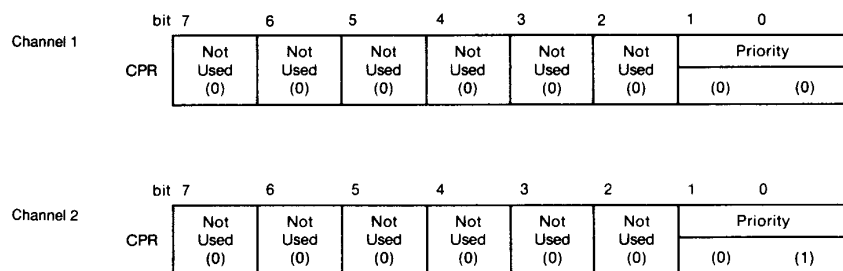 bit 7 6 5 4 3 2 1 0
Channel 1
CPR
Not Used (0) Not Used (0) Not Used (0) Not Used (0) Not Used (0) Not Used (0) Priority
(0) (0)
bit 7 6 5 4 3 2 1 0
Channel 2
CPR
Not Used (0) Not Used (0) Not Used (0) Not Used (0) Not Used (0) Not Used (0) Priority
(0) (1)